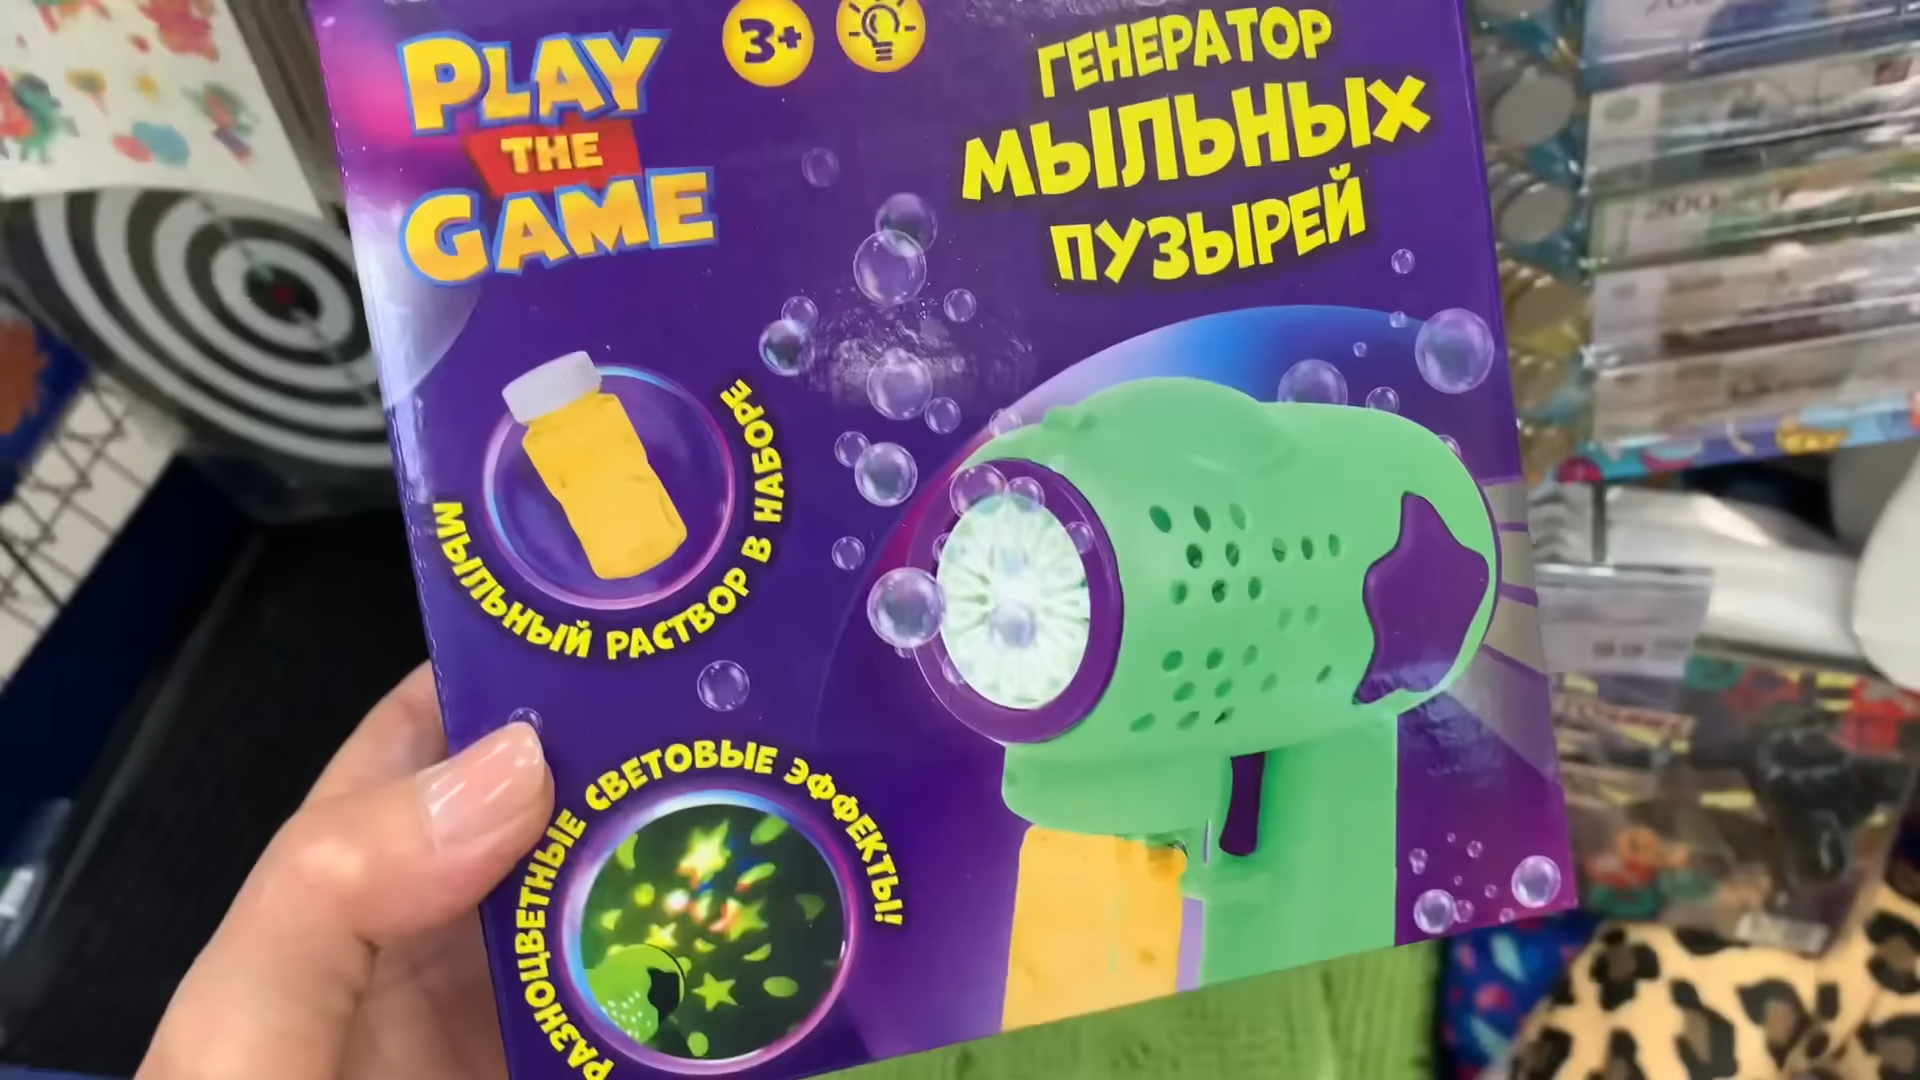 PLAY
THE
GAME
3+
ГЕНЕРАТОР
МЫЛЬНЫХ
ПУЗЫРЕЙ
МЫЛЬНЫЙ РАСТВОР В НАБОРЕ
РАЗНОЦВЕТНЫЕ СВЕТОВЫЕ ЭФФЕКТЫ!